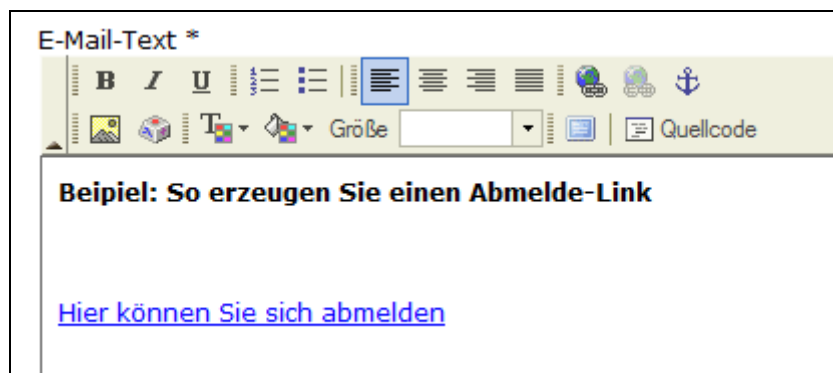 E-Mail-Text *
B I U
Größe Quellcode
Beipiel: So erzeugen Sie einen Abmelde-Link
Hier können Sie sich abmelden